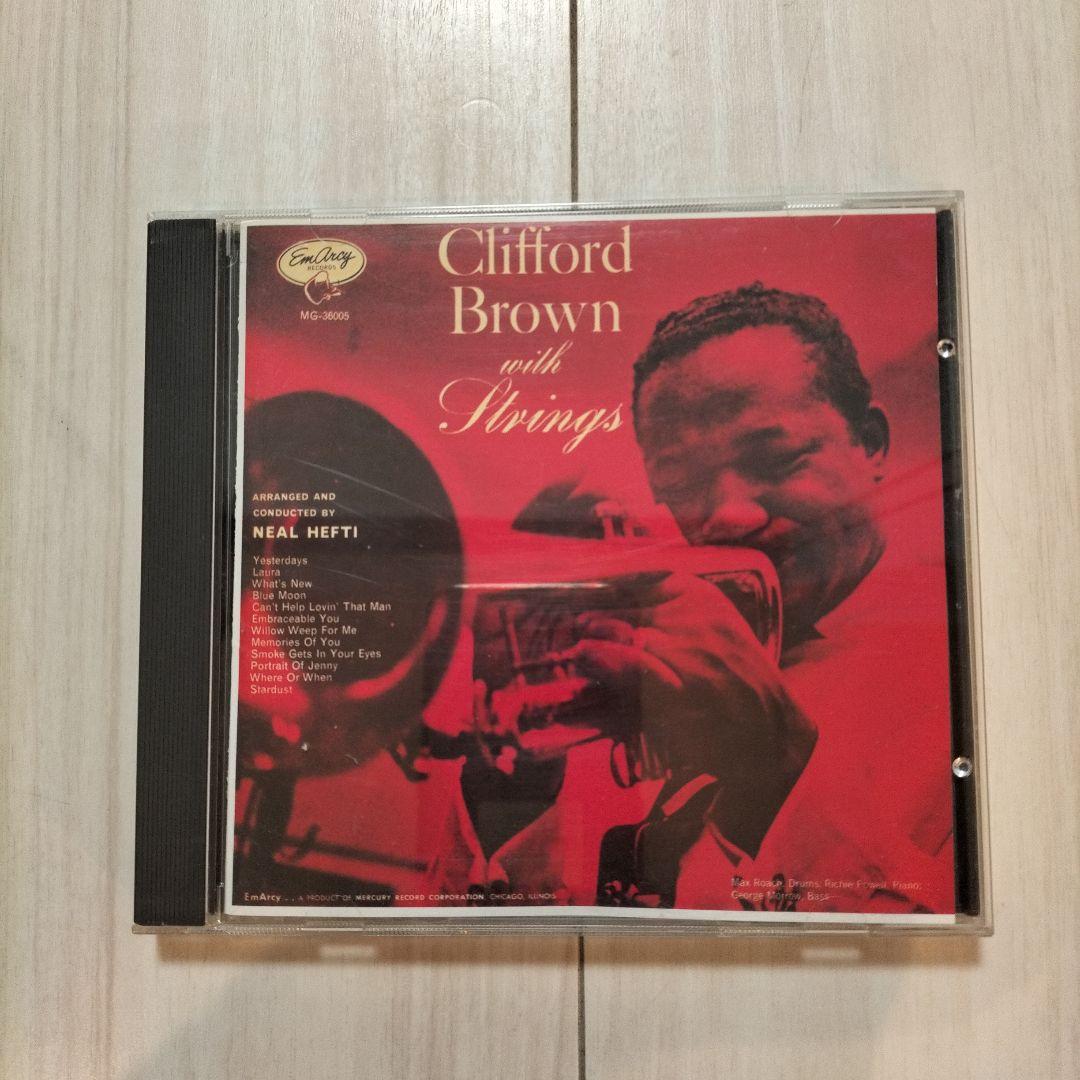 EmArcy
RECORDS
MG-36005
Clifford
Brown
with
Strings
ARRANGED AND
CONDUCTED BY
NEAL HEFTI
Yesterdays
Laura
What's New
Blue Moon
Can't Help Lovin' That Man
Embraceable You
Willow Weep For Me
Memories Of You
Smoke Gets In Your Eyes
Portrait Of Jenny
Where Or When
Stardust
Max Roach, Drums; Richie Powell, Piano;
George Morrow, Bass
EmArcy . . . A PRODUCT OF MERCURY RECORD CORPORATION, CHICAGO, ILLINOIS